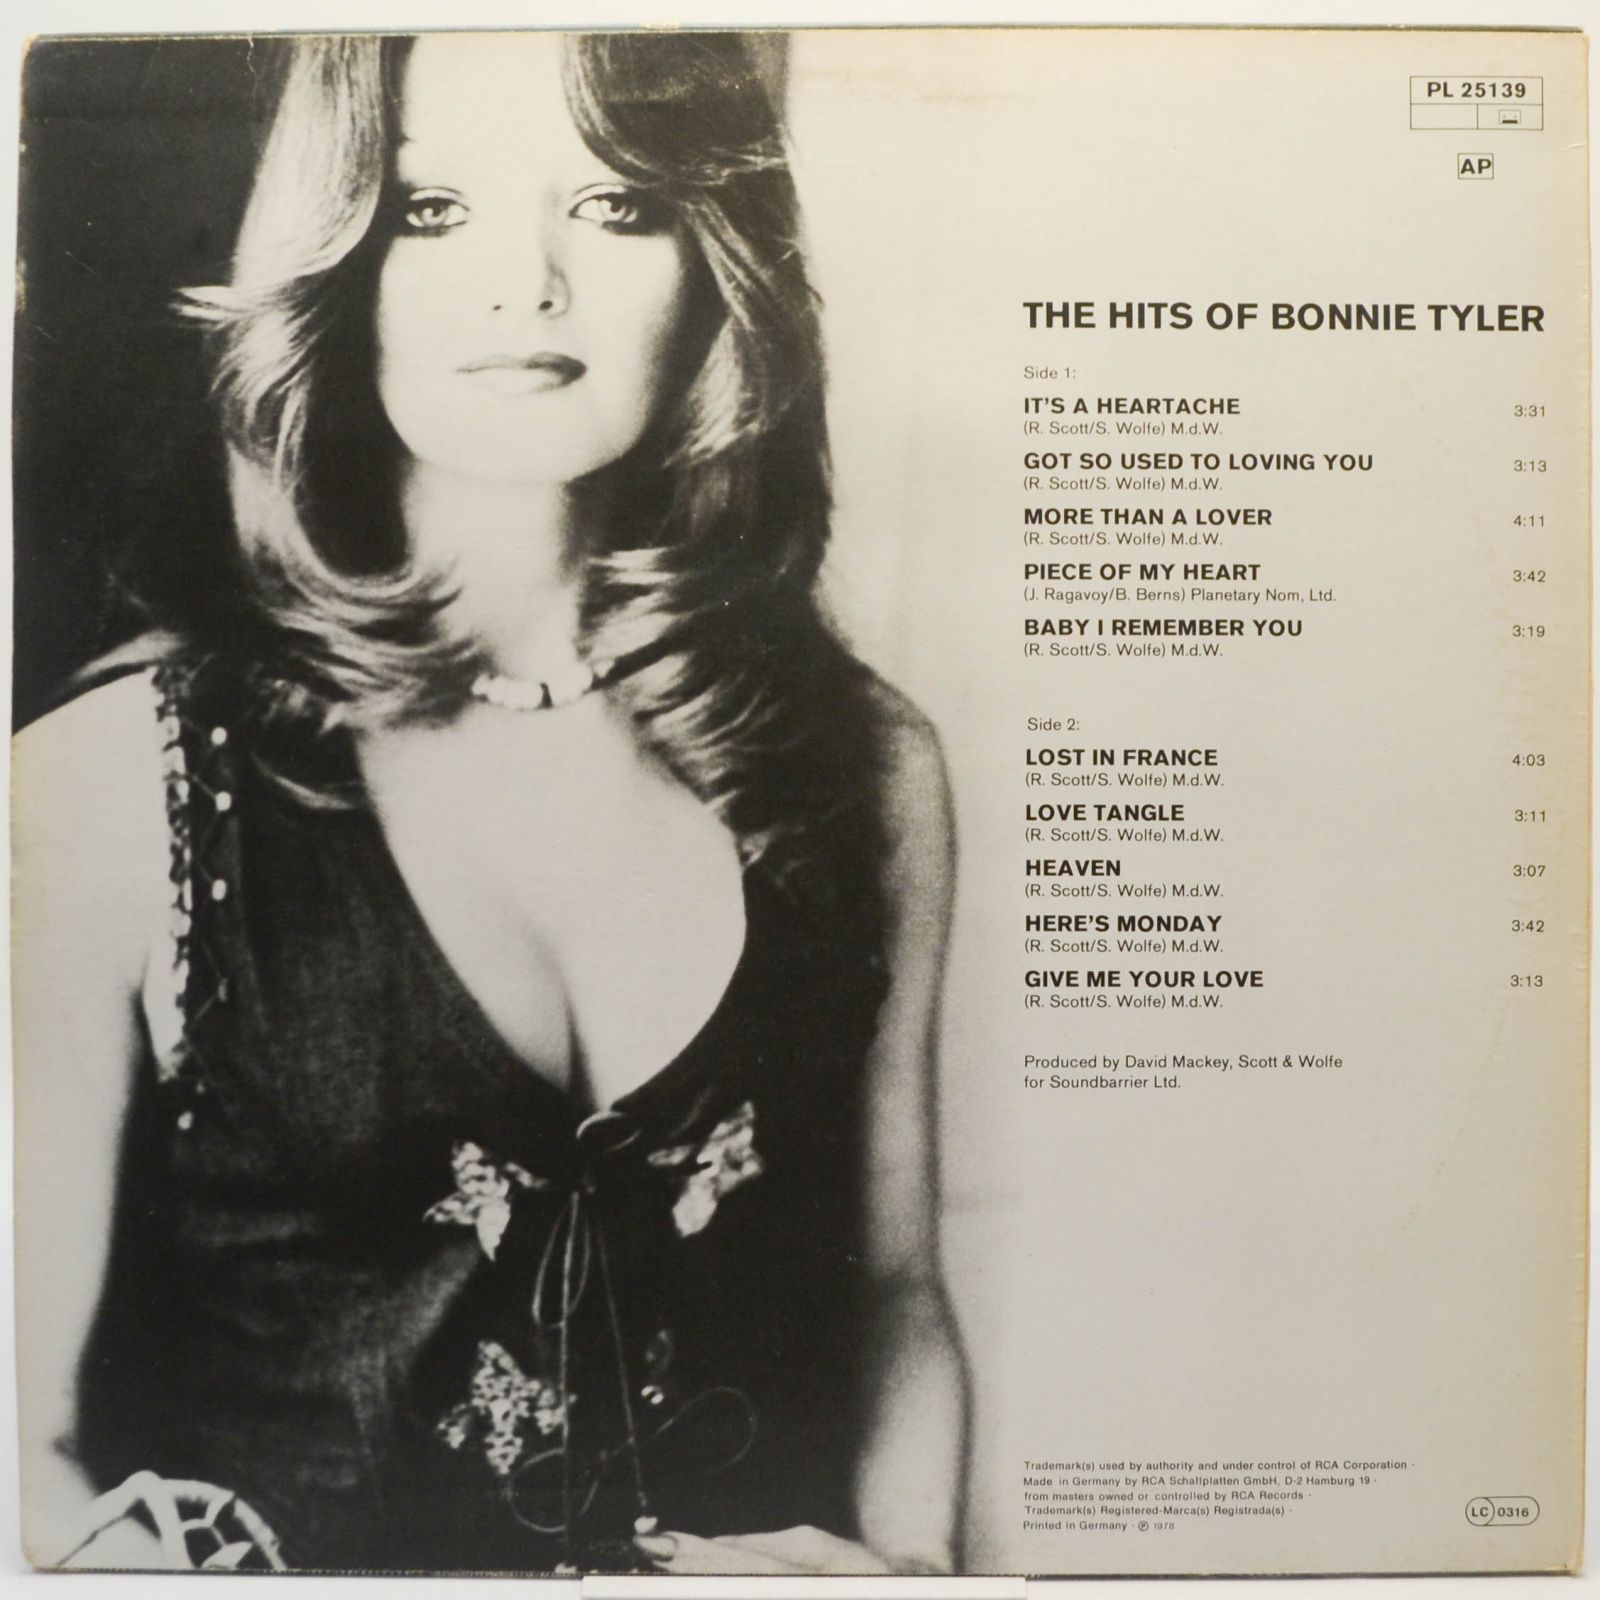 PL 25139
AP
THE HITS OF BONNIE TYLER
Side 1:
IT'S A HEARTACHE 3:31
(R. Scott/S. Wolfe) M.d.W.
GOT SO USED TO LOVING YOU 3:13
(R. Scott/S. Wolfe) M.d.W.
MORE THAN A LOVER 4:11
(R. Scott/S. Wolfe) M.d.W.
PIECE OF MY HEART 3:42
(J. Ragavoy/B. Berns) Planetary Nom, Ltd.
BABY I REMEMBER YOU 3:19
(R. Scott/S. Wolfe) M.d.W.
Side 2:
LOST IN FRANCE 4:03
(R. Scott/S. Wolfe) M.d.W.
LOVE TANGLE 3:11
(R. Scott/S. Wolfe) M.d.W.
HEAVEN 3:07
(R. Scott/S. Wolfe) M.d.W.
HERE'S MONDAY 3:42
(R. Scott/S. Wolfe) M.d.W.
GIVE ME YOUR LOVE 3:13
(R. Scott/S. Wolfe) M.d.W.
Produced by David Mackey, Scott & Wolfe
for Soundbarrier Ltd.
Trademark(s) used by authority and under control of RCA Corporation ·
Made in Germany by RCA Schallplatten GmbH, D-2 Hamburg 19 ·
from masters owned or controlled by RCA Records ·
Trademark(s) Registered-Marca(s) Registrada(s) ·
Printed in Germany · ℗ 1978
LC 0316